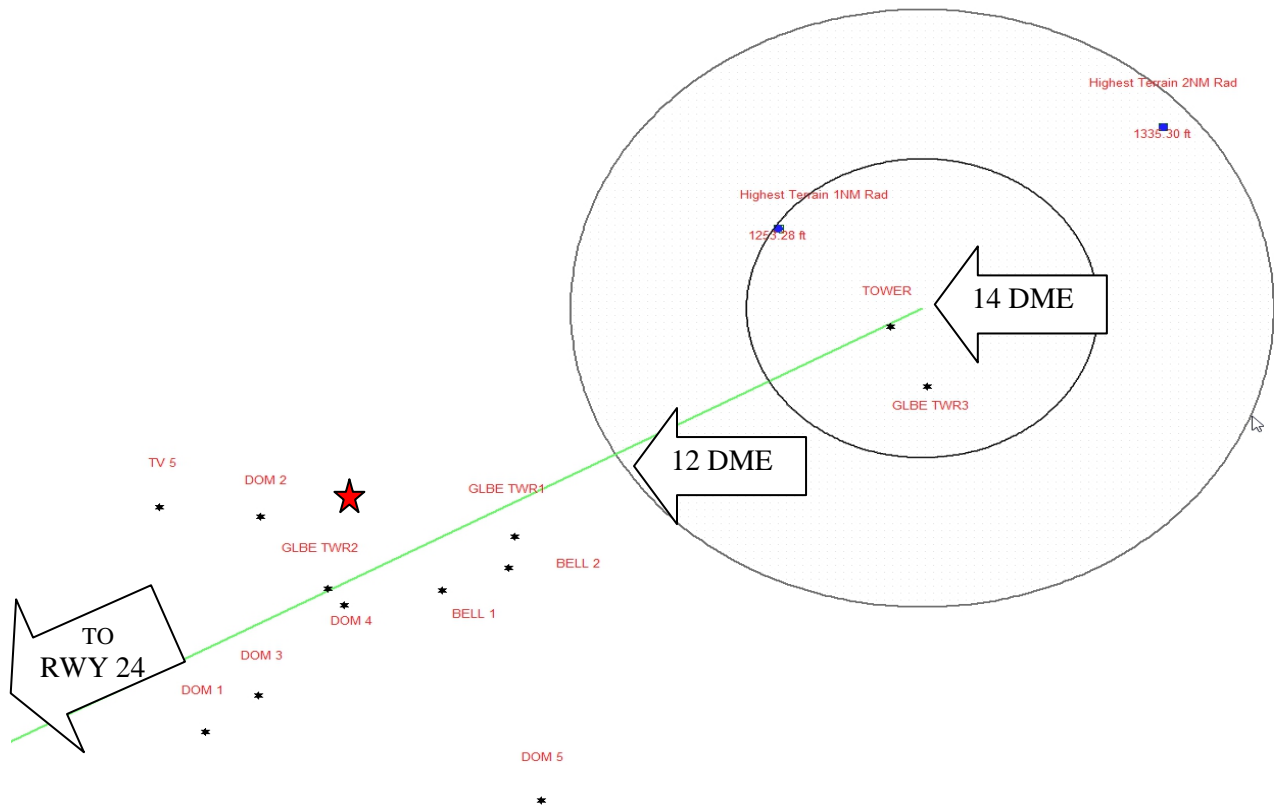 Highest Terrain 2NM Rad
1335.30 ft
Highest Terrain 1NM Rad
1253.28 ft
TOWER
14 DME
GLBE TWR3
12 DME
TV 5
DOM 2
GLBE TWR1
GLBE TWR2
BELL 2
BELL 1
DOM 4
TO
RWY 24
DOM 3
DOM 1
DOM 5